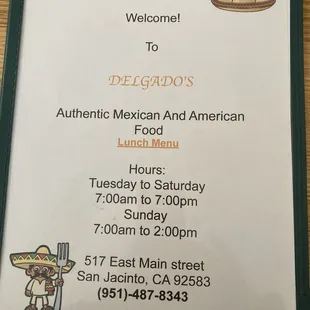 Welcome!
To
DELGADO'S
Authentic Mexican And American
Food
Lunch Menu
Hours:
Tuesday to Saturday
7:00am to 7:00pm
Sunday
7:00am to 2:00pm
517 East Main street
San Jacinto, CA 92583
(951)-487-8343